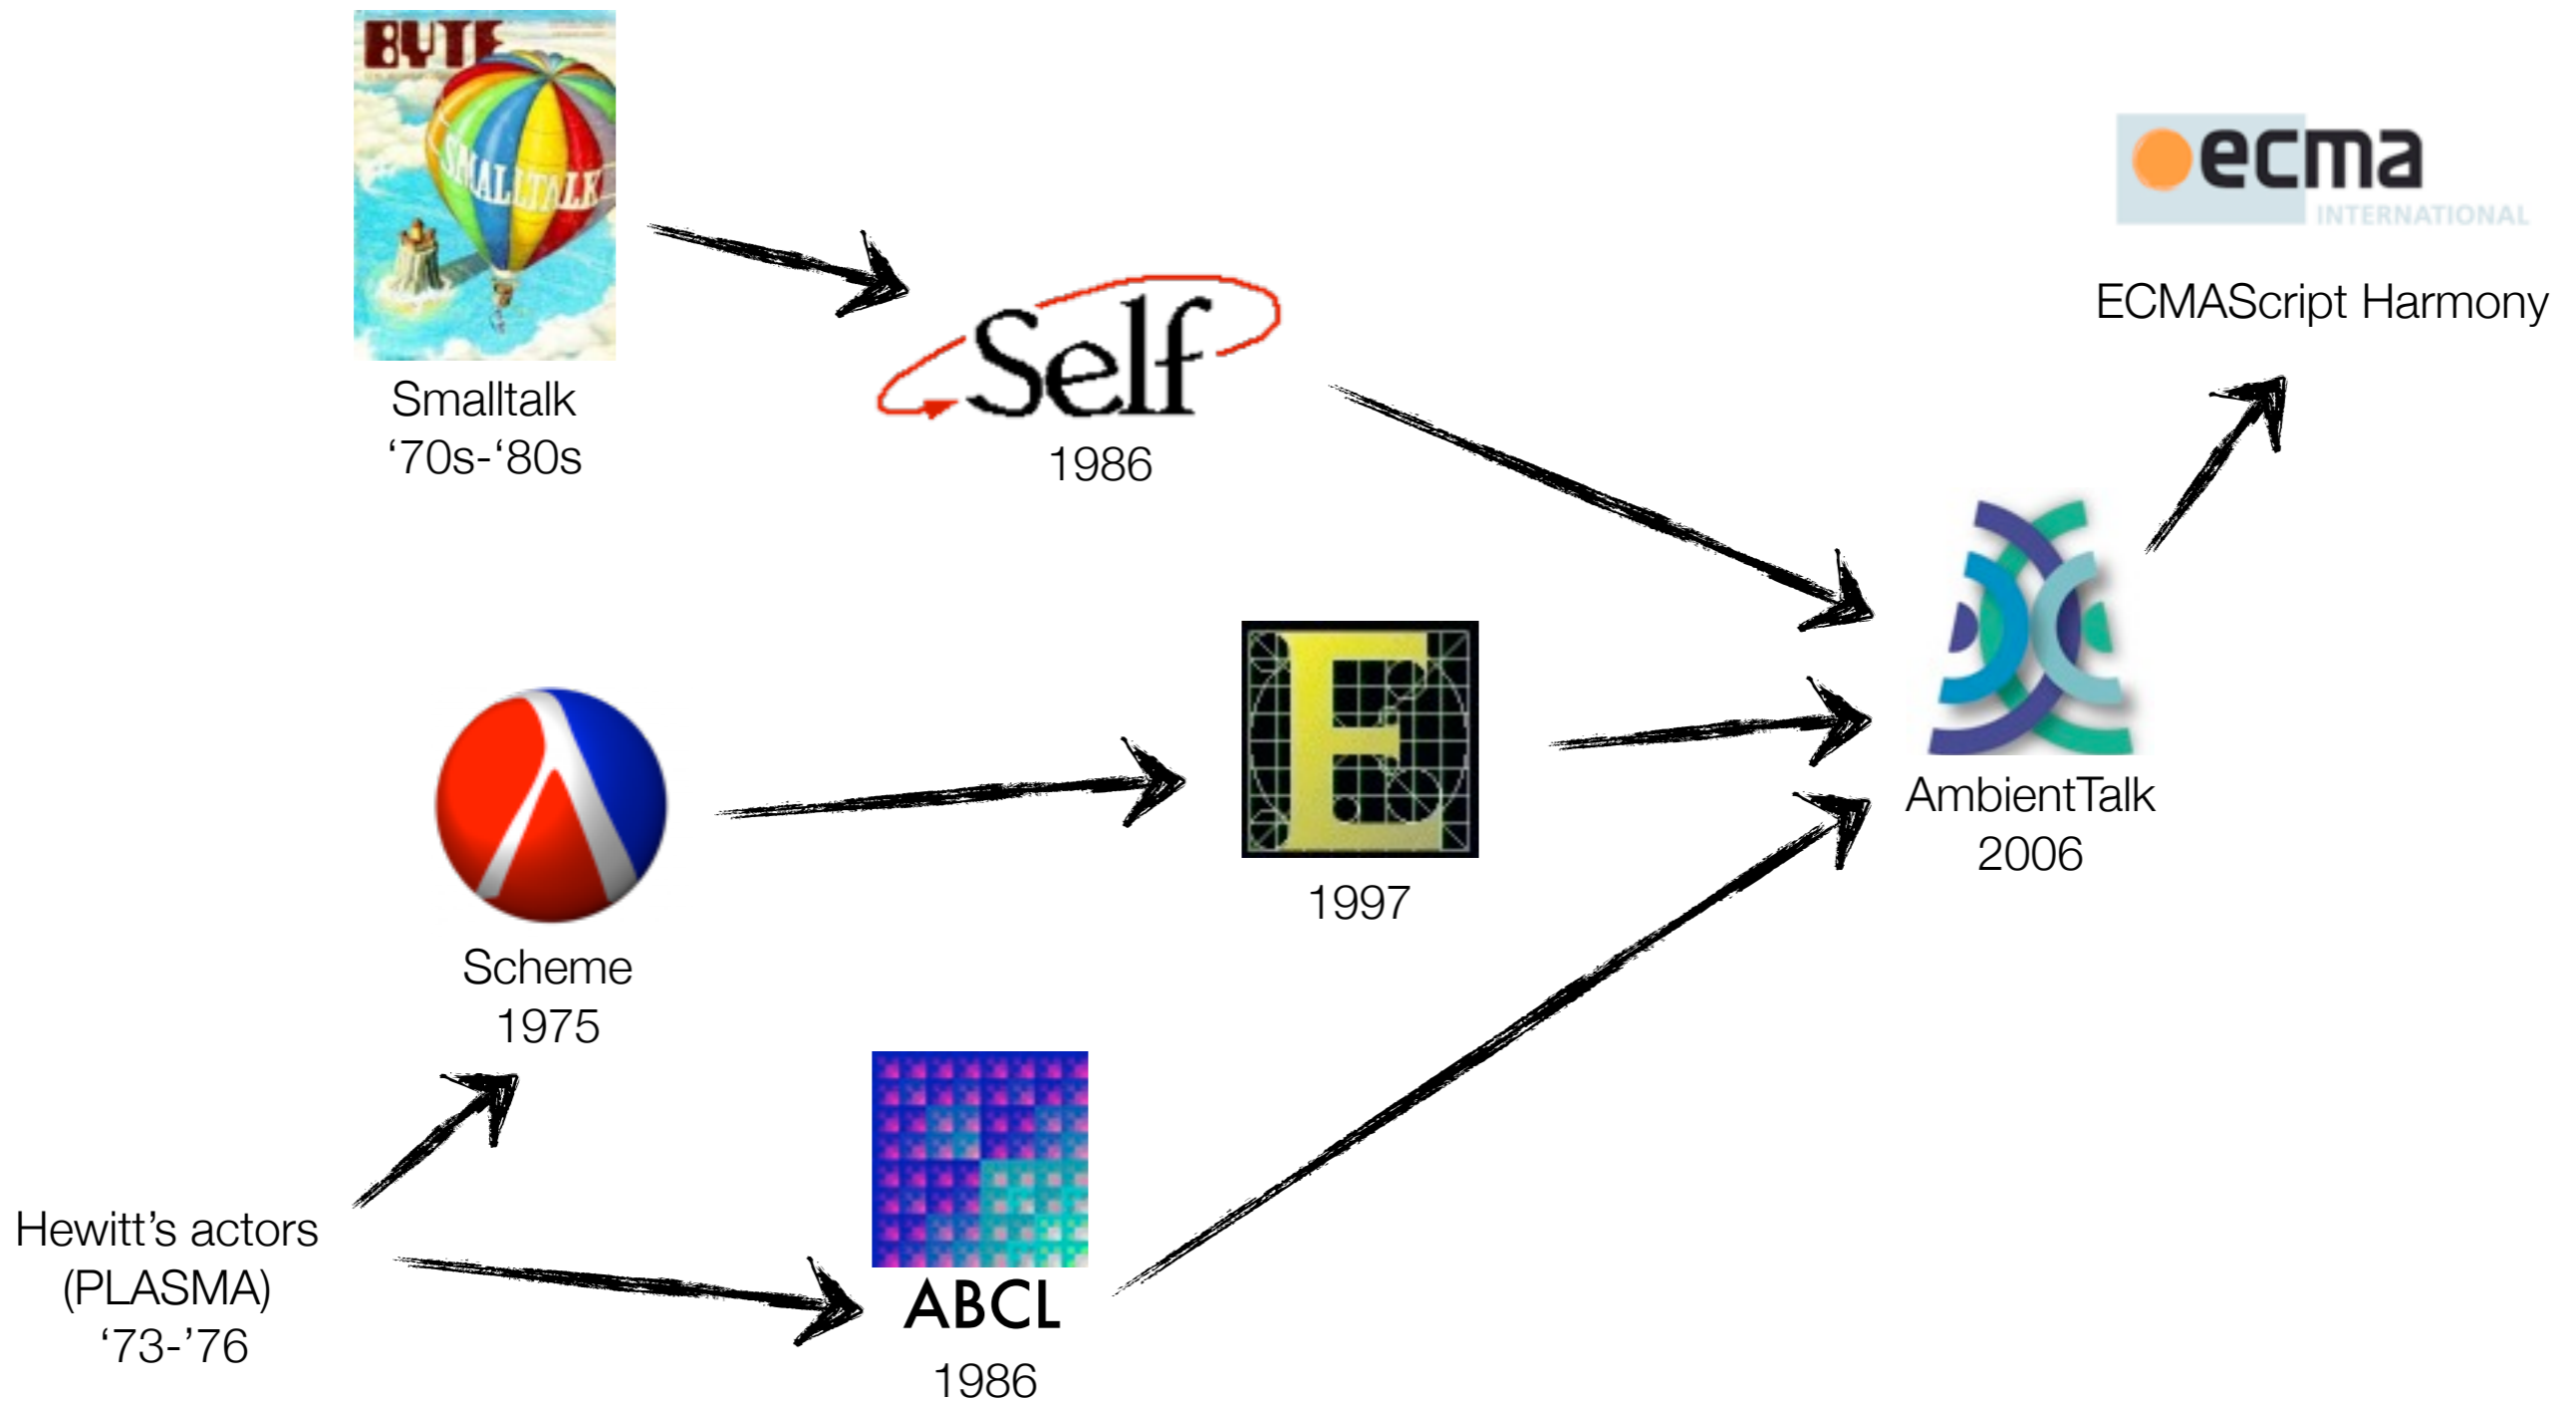 BYTE
SMALLTALK
Smalltalk
‘70s-‘80s
Self
1986
ecma
INTERNATIONAL
ECMAScript Harmony
E
1997
AmbientTalk
2006
Scheme
1975
Hewitt’s actors
(PLASMA)
‘73-’76
ABCL
1986